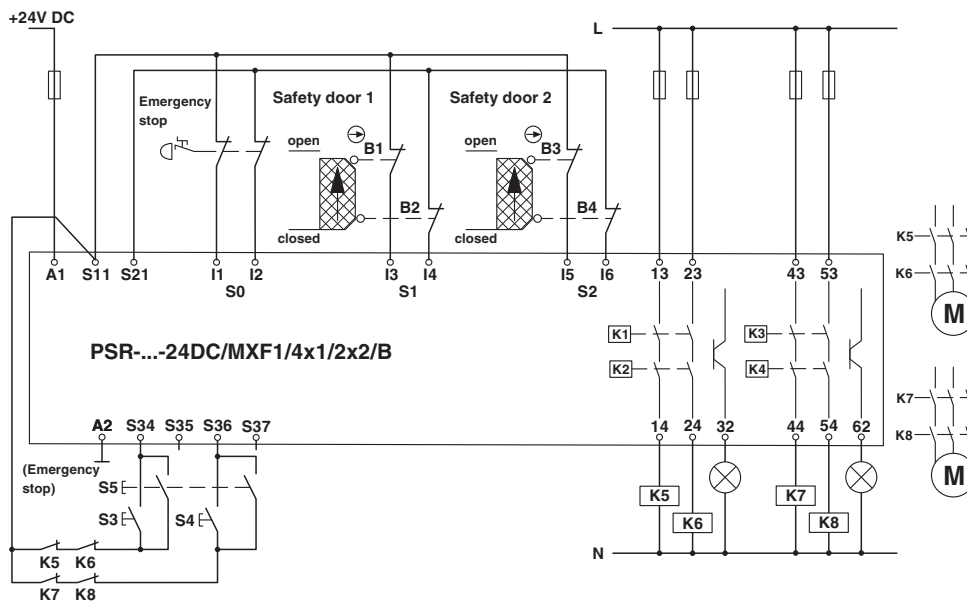 +24V DC
L
Emergency
stop
Safety door 1
Safety door 2
open
B1
open
B3
B2
B4
closed
closed
K5
K6
M
A1 S11 S21 I1 I2 I3 I4 I5 I6 13 23 43 53
S0 S1 S2
K1
K3
PSR-...-24DC/MXF1/4x1/2x2/B
K2
K4
K7
K8
M
A2 S34 S35 S36 S37 14 24 32 44 54 62
(Emergency
stop)
S5
S3
S4
K5
K7
K6
K8
N
K5 K6
K7 K8